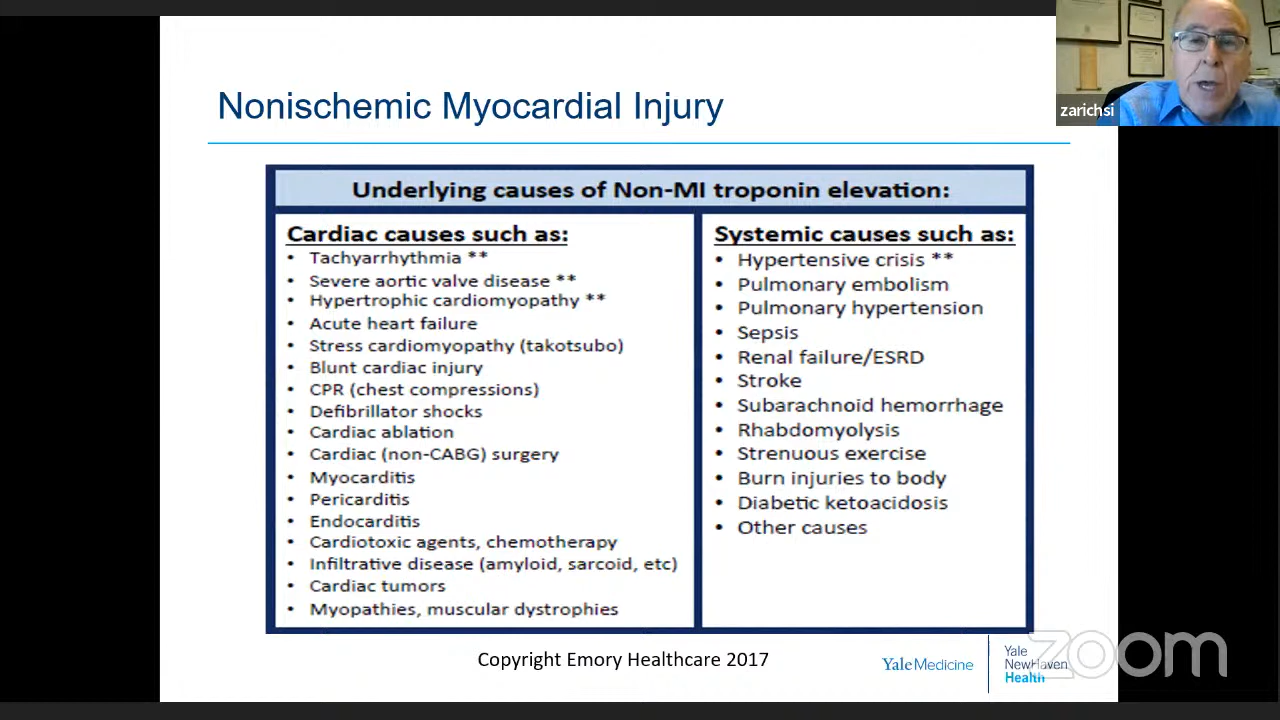 Nonischemic Myocardial Injury
zarichsi
Underlying causes of Non-MI troponin elevation:
Cardiac causes such as:
• Tachyarrhythmia **
• Severe aortic valve disease **
• Hypertrophic cardiomyopathy **
• Acute heart failure
• Stress cardiomyopathy (takotsubo)
• Blunt cardiac injury
• CPR (chest compressions)
• Defibrillator shocks
• Cardiac ablation
• Cardiac (non-CABG) surgery
• Myocarditis
• Pericarditis
• Endocarditis
• Cardiotoxic agents, chemotherapy
• Infiltrative disease (amyloid, sarcoid, etc)
• Cardiac tumors
• Myopathies, muscular dystrophies
Systemic causes such as:
• Hypertensive crisis **
• Pulmonary embolism
• Pulmonary hypertension
• Sepsis
• Renal failure/ESRD
• Stroke
• Subarachnoid hemorrhage
• Rhabdomyolysis
• Strenuous exercise
• Burn injuries to body
• Diabetic ketoacidosis
• Other causes
Copyright Emory Healthcare 2017
YaleMedicine
Yale
NewHaven
Health
zoom